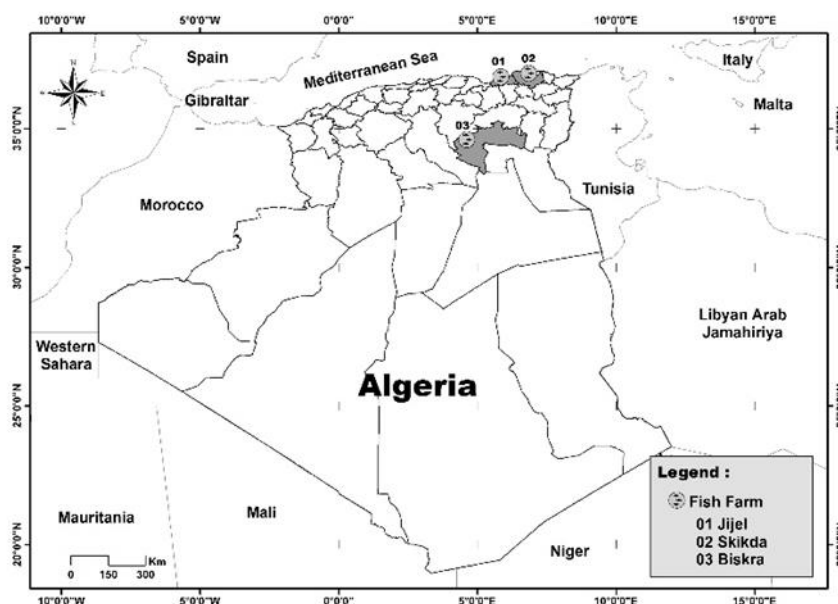 10°0'0"W 5°0'0"W 0°0'0" 5°0'0"E 10°0'0"E 15°0'0"E
Spain
Mediterranean Sea
01 02
Italy
Gibraltar
Malta
35°0'0"N
03
Tunisia
Morocco
30°0'0"N
Libyan Arab
Jamahiriya
Western
Sahara
Algeria
25°0'0"N
Legend :
Fish Farm
01 Jijel
02 Skikda
03 Biskra
Mauritania
Mali
Niger
20°0'0"N
Km
0 150 300
10°0'0"W 5°0'0"W 0°0'0" 5°0'0"E 10°0'0"E 15°0'0"E